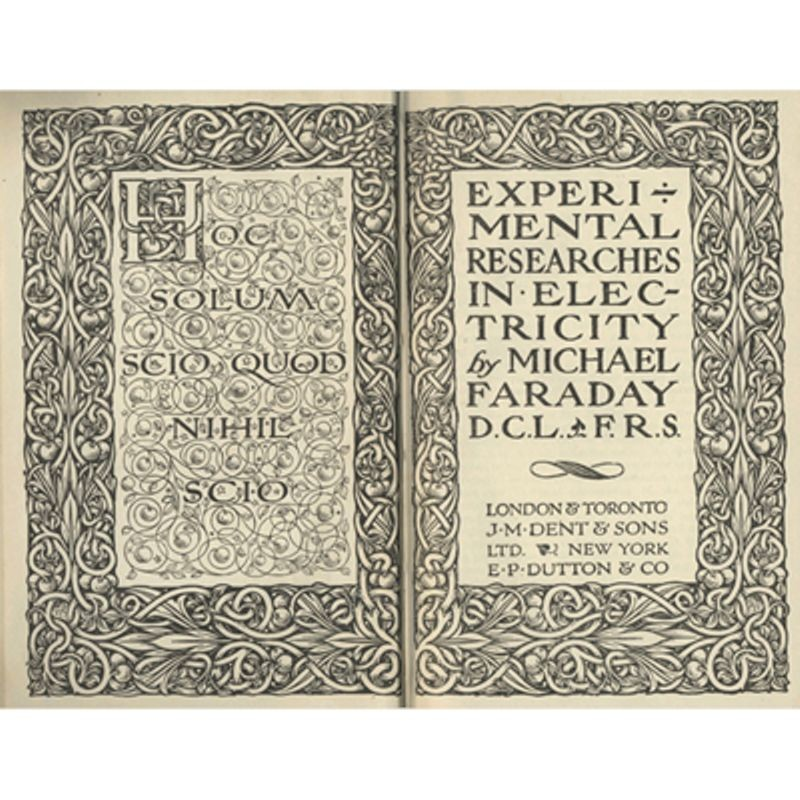 HOC
SOLUM
SCIO, QUOD
NIHIL
SCIO
EXPERI-
MENTAL
RESEARCHES
IN · ELEC-
TRICITY
by MICHAEL
FARADAY
D.C.L. F.R.S.
LONDON & TORONTO
J·M·DENT & SONS
LTD. NEW YORK
E·P·DUTTON & CO